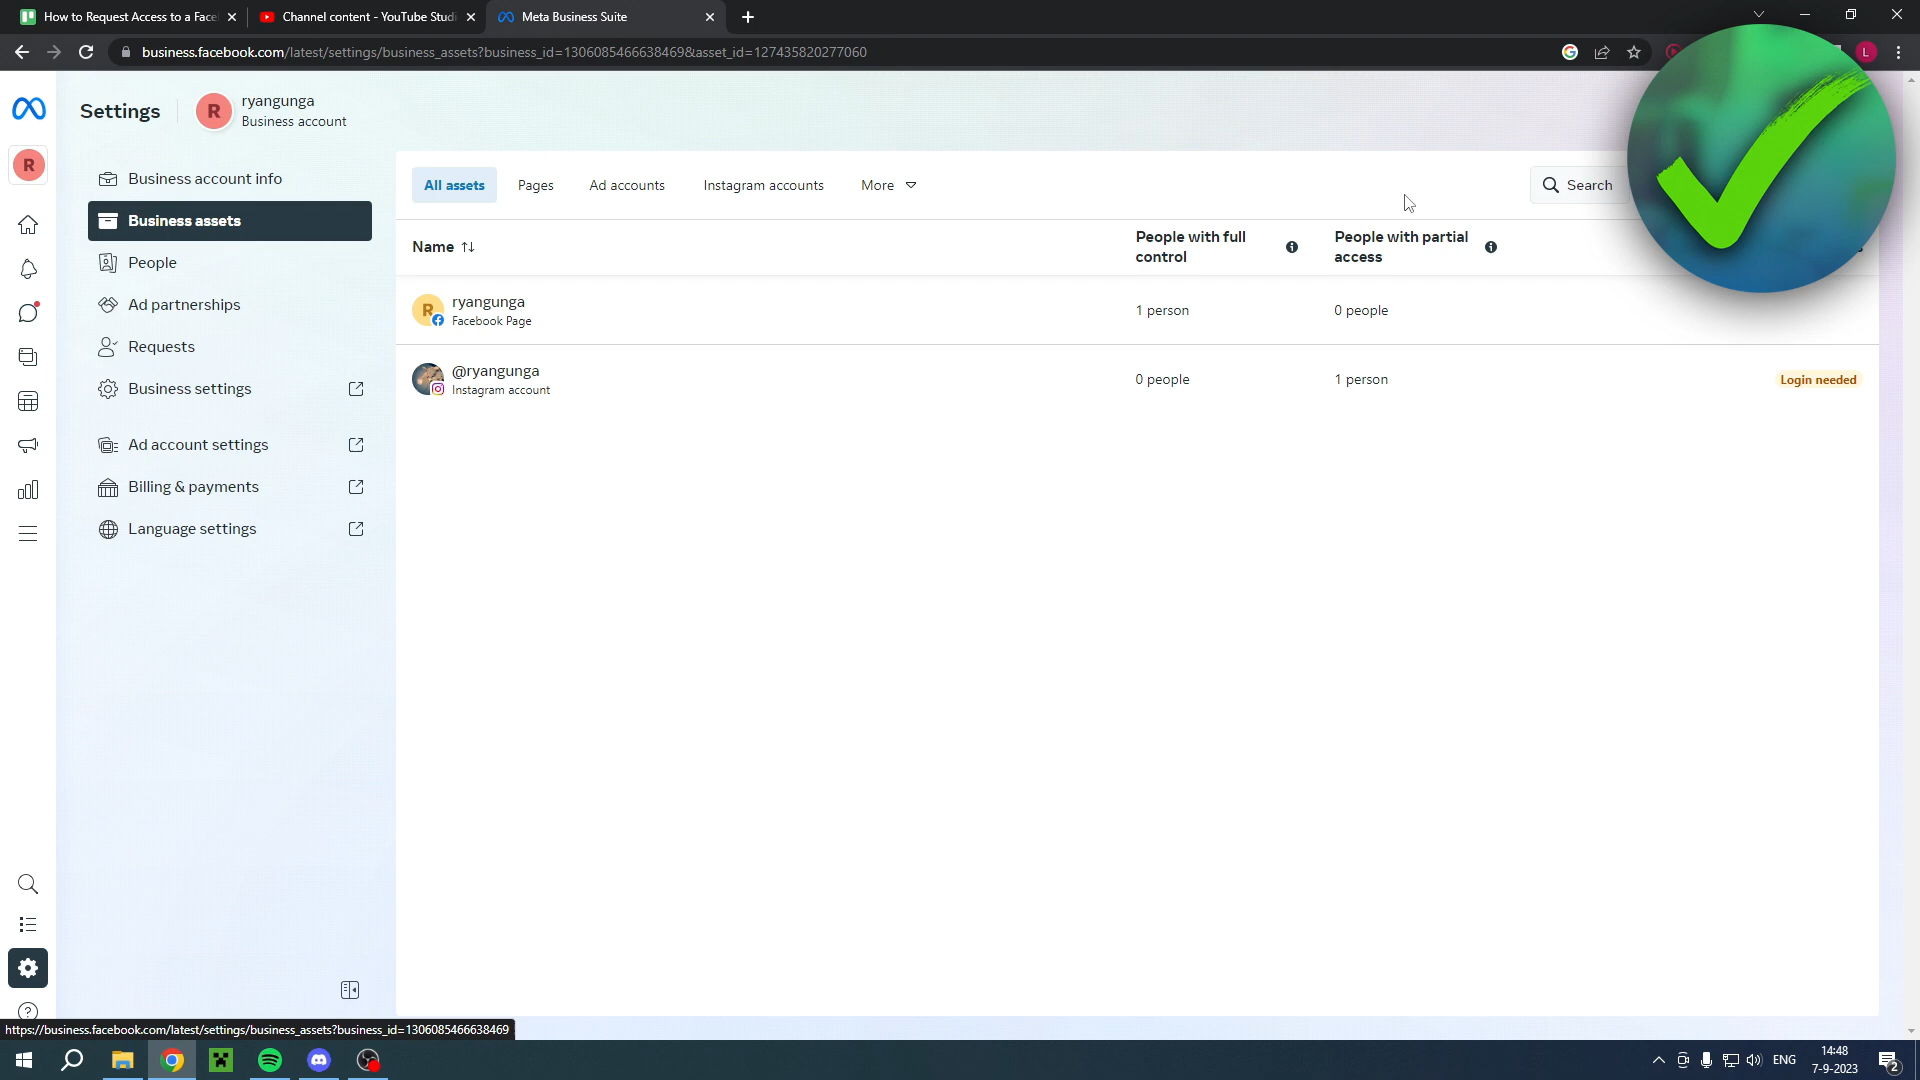 How to Request Access to a Face
Channel content - YouTube Studi
Meta Business Suite
business.facebook.com/latest/settings/business_assets?business_id=1306085466638469&asset_id=127435820277060
L
Settings
R
ryangunga
Business account
R
Business account info
Business assets
People
Ad partnerships
Requests
Business settings
Ad account settings
Billing & payments
Language settings
All assets
Pages
Ad accounts
Instagram accounts
More
Search
Name
People with full
control
People with partial
access
R
ryangunga
Facebook Page
1 person
0 people
@ryangunga
Instagram account
0 people
1 person
Login needed
https://business.facebook.com/latest/settings/business_assets?business_id=1306085466638469
ENG
14:48
7-9-2023
2